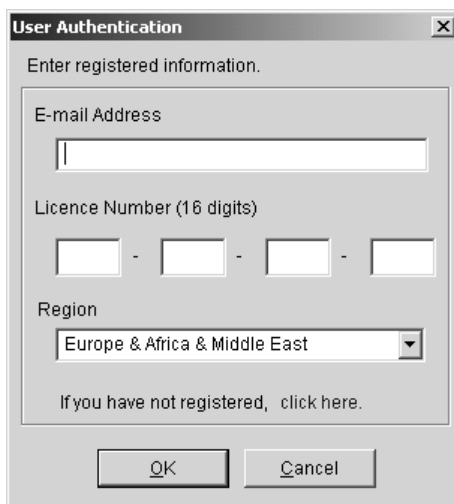 User Authentication
Enter registered information.
E-mail Address
Licence Number (16 digits)
- - -
Region
Europe & Africa & Middle East
If you have not registered, click here.
OK Cancel